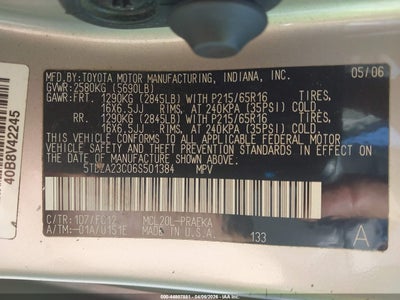 MFD.BY:TOYOTA MOTOR MANUFACTURING, INDIANA, INC. 05/06
GVWR:2580KG (5690LB)
GAWR:FRT. 1290KG (2845LB) WITH P215/65R16 TIRES,
16X6.5JJ RIMS, AT 240KPA (35PSI) COLD.
RR. 1290KG (2845LB) WITH P215/65R16 TIRES,
16X6.5JJ RIMS, AT 240KPA (35PSI) COLD.
THIS VEHICLE CONFORMS TO ALL APPLICABLE FEDERAL MOTOR
VEHICLE SAFETY, BUMPER, AND THEFT PREVENTION STANDARDS IN
EFFECT ON THE DATE OF MANUFACTURE SHOWN ABOVE.
5TDZA23C06S501384 MPV
C/TR:1D7/FC12 MCL20L-PRAEKA
A/TM:-01A/U151E MADE IN U.S.A.
133
A
40B8V42245